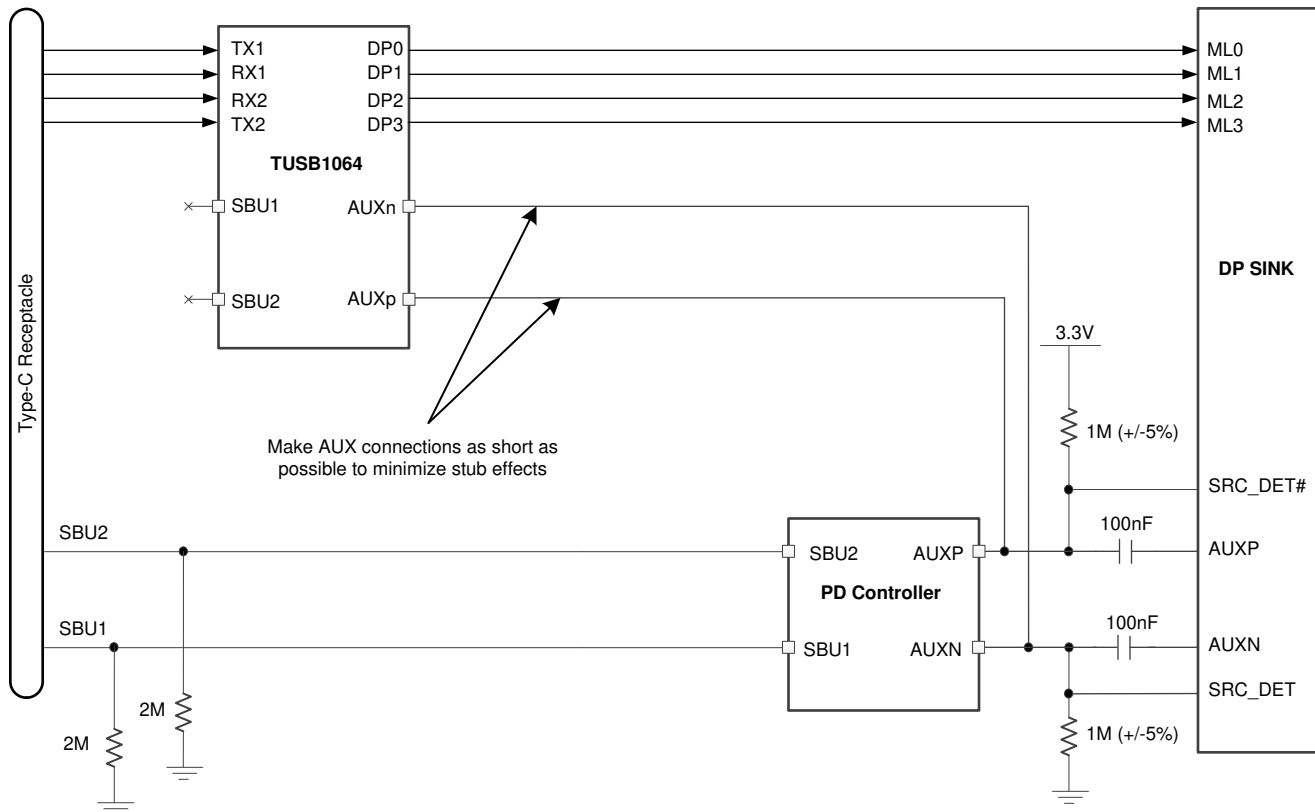 TX1
DP0
ML0
RX1
DP1
ML1
RX2
DP2
ML2
TX2
DP3
ML3
TUSB1064
SBU1
AUXn
SBU2
AUXp
DP SINK
Type-C Receptacle
3.3V
1M (+/-5%)
Make AUX connections as short as
possible to minimize stub effects
SRC_DET#
SBU2
100nF
SBU2
AUXP
AUXP
PD Controller
SBU1
100nF
SBU1
AUXN
AUXN
SRC_DET
2M
1M (+/-5%)
2M